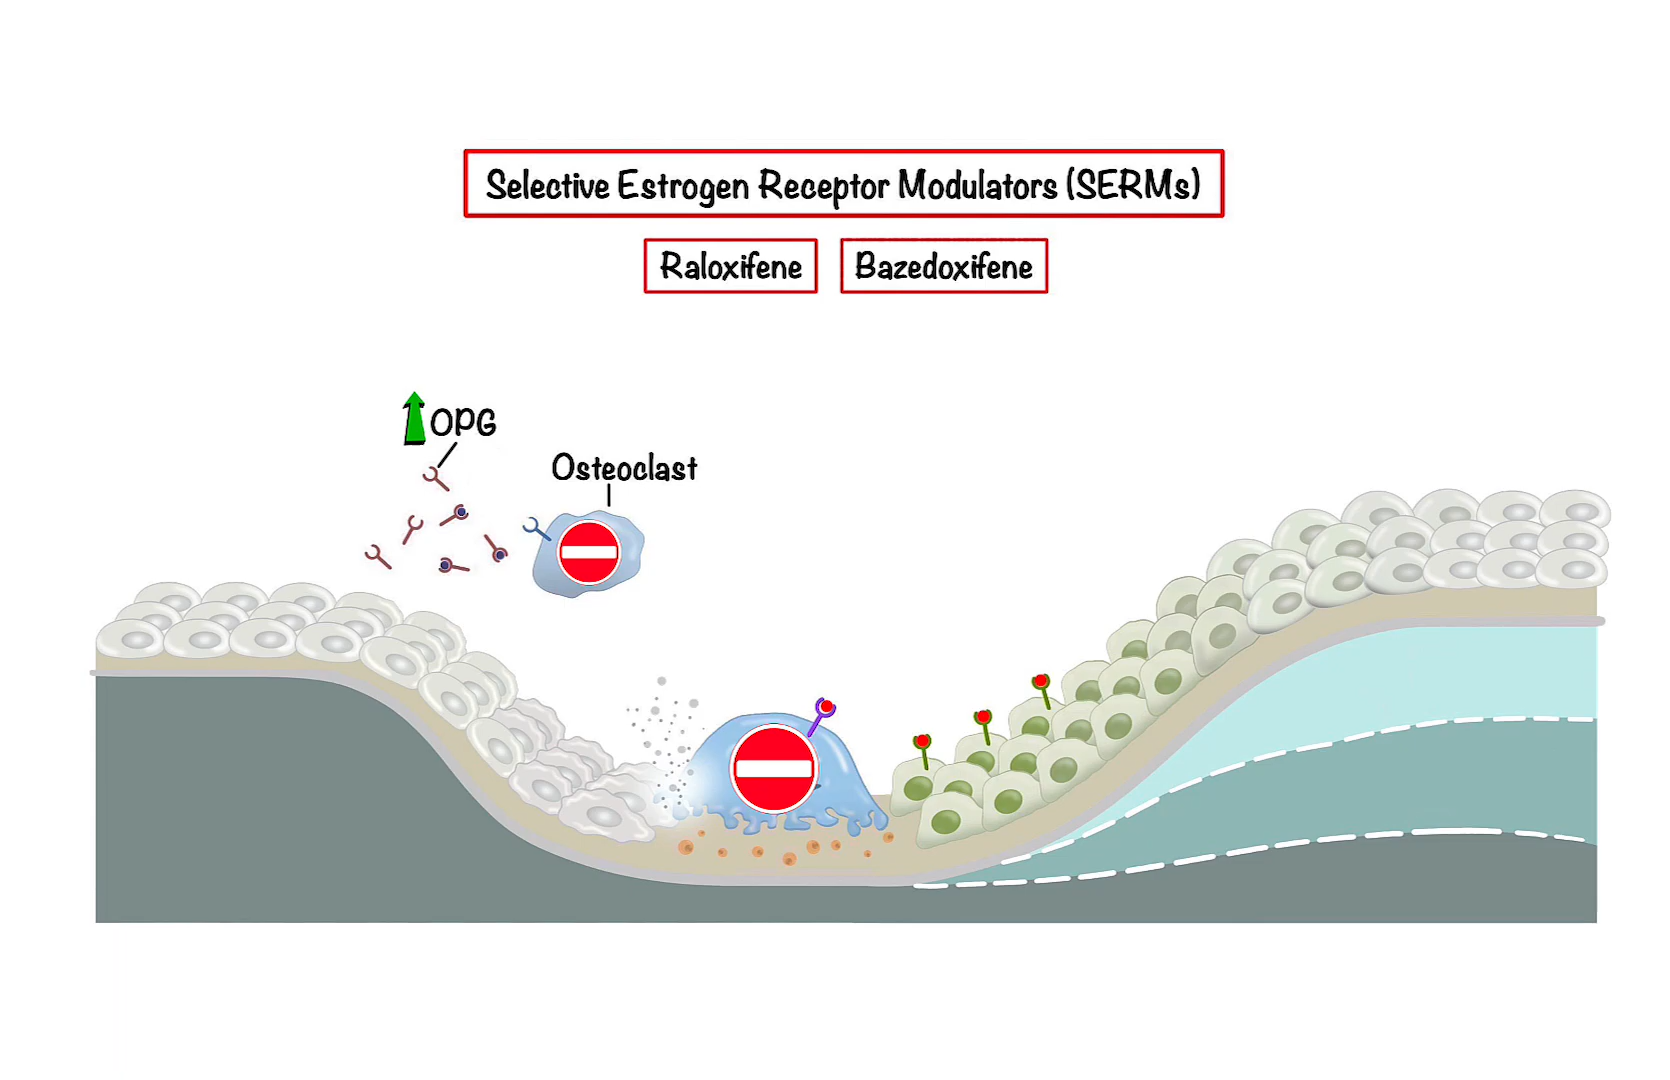 Selective Estrogen Receptor Modulators (SERMs)
Raloxifene
Bazedoxifene
OPG
Osteoclast